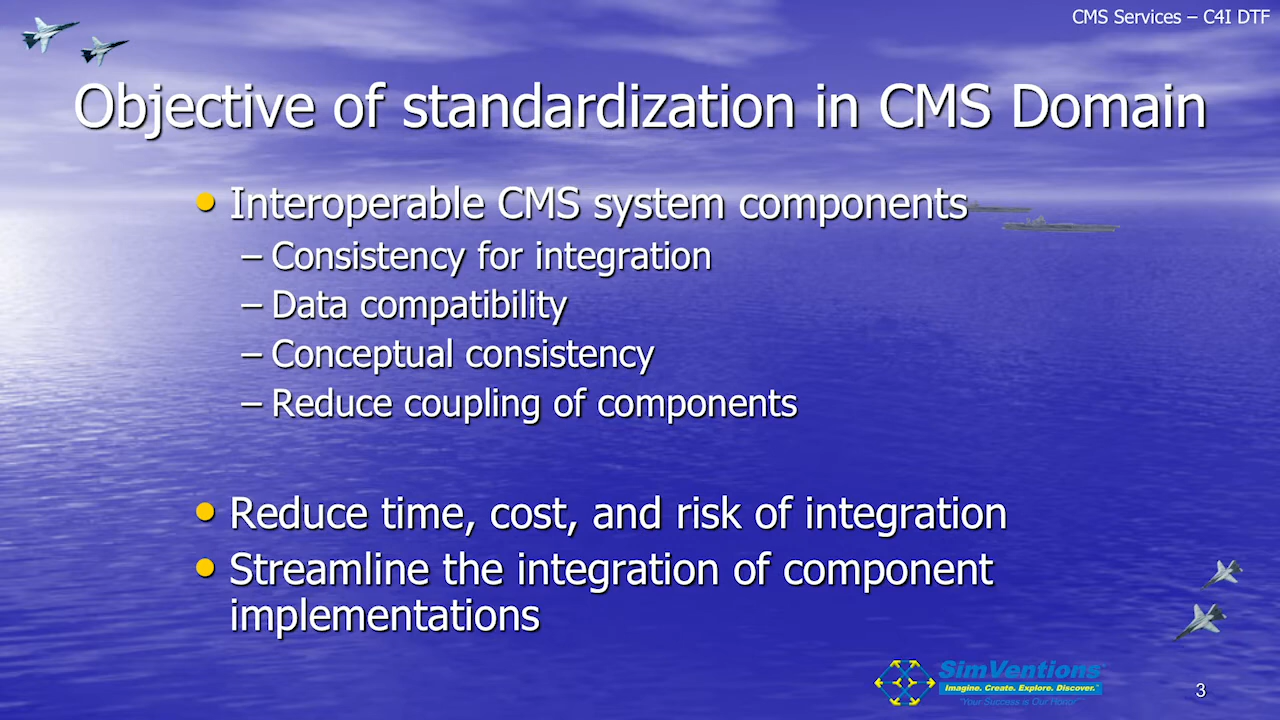 CMS Services – C4I DTF
Objective of standardization in CMS Domain
• Interoperable CMS system components
– Consistency for integration
– Data compatibility
– Conceptual consistency
– Reduce coupling of components
• Reduce time, cost, and risk of integration
• Streamline the integration of component
implementations
SimVentions
Imagine. Create. Explore. Discover.™
"Your Success is Our Honor"
3